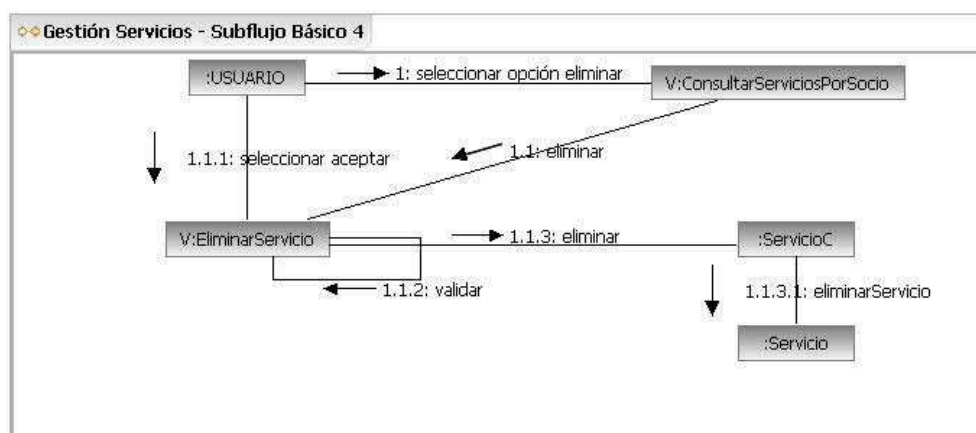 Gestión Servicios - Subflujo Básico 4
:USUARIO
1: seleccionar opción eliminar
V:ConsultarServiciosPorSocio
1.1.1: seleccionar aceptar
1.1: eliminar
V:EliminarServicio
1.1.3: eliminar
:ServicioC
1.1.2: validar
1.1.3.1: eliminarServicio
:Servicio